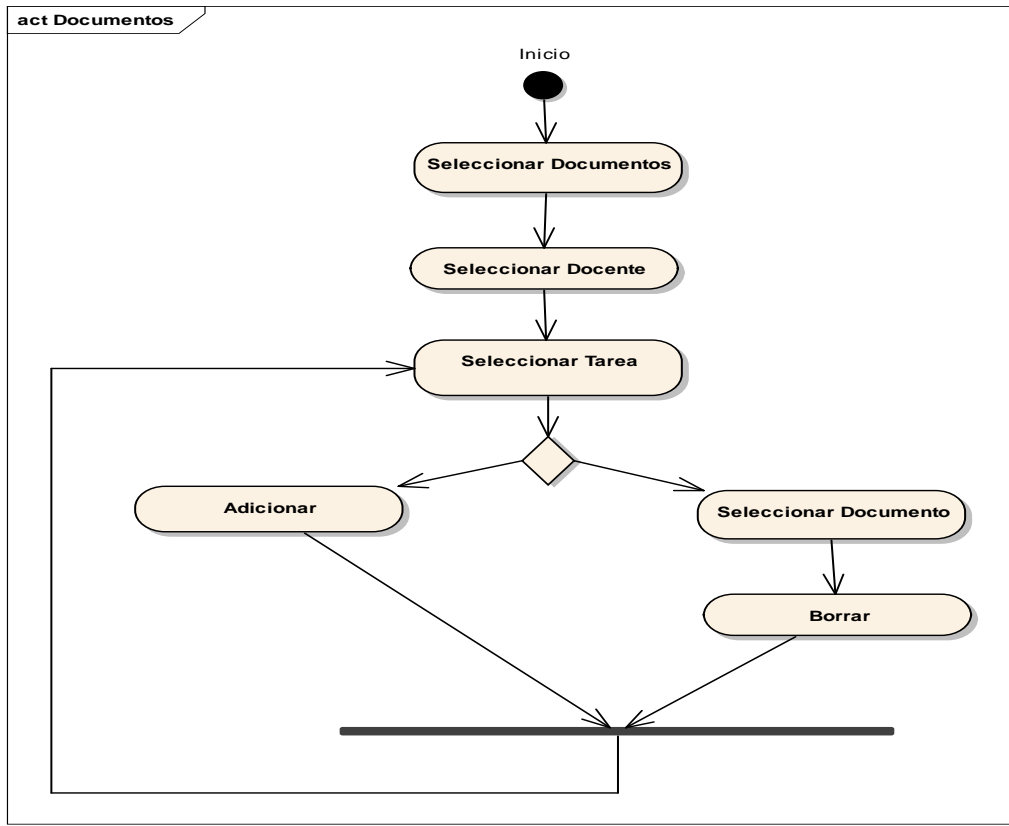 act Documentos
Inicio
Seleccionar Documentos
Seleccionar Docente
Seleccionar Tarea
Adicionar
Seleccionar Documento
Borrar